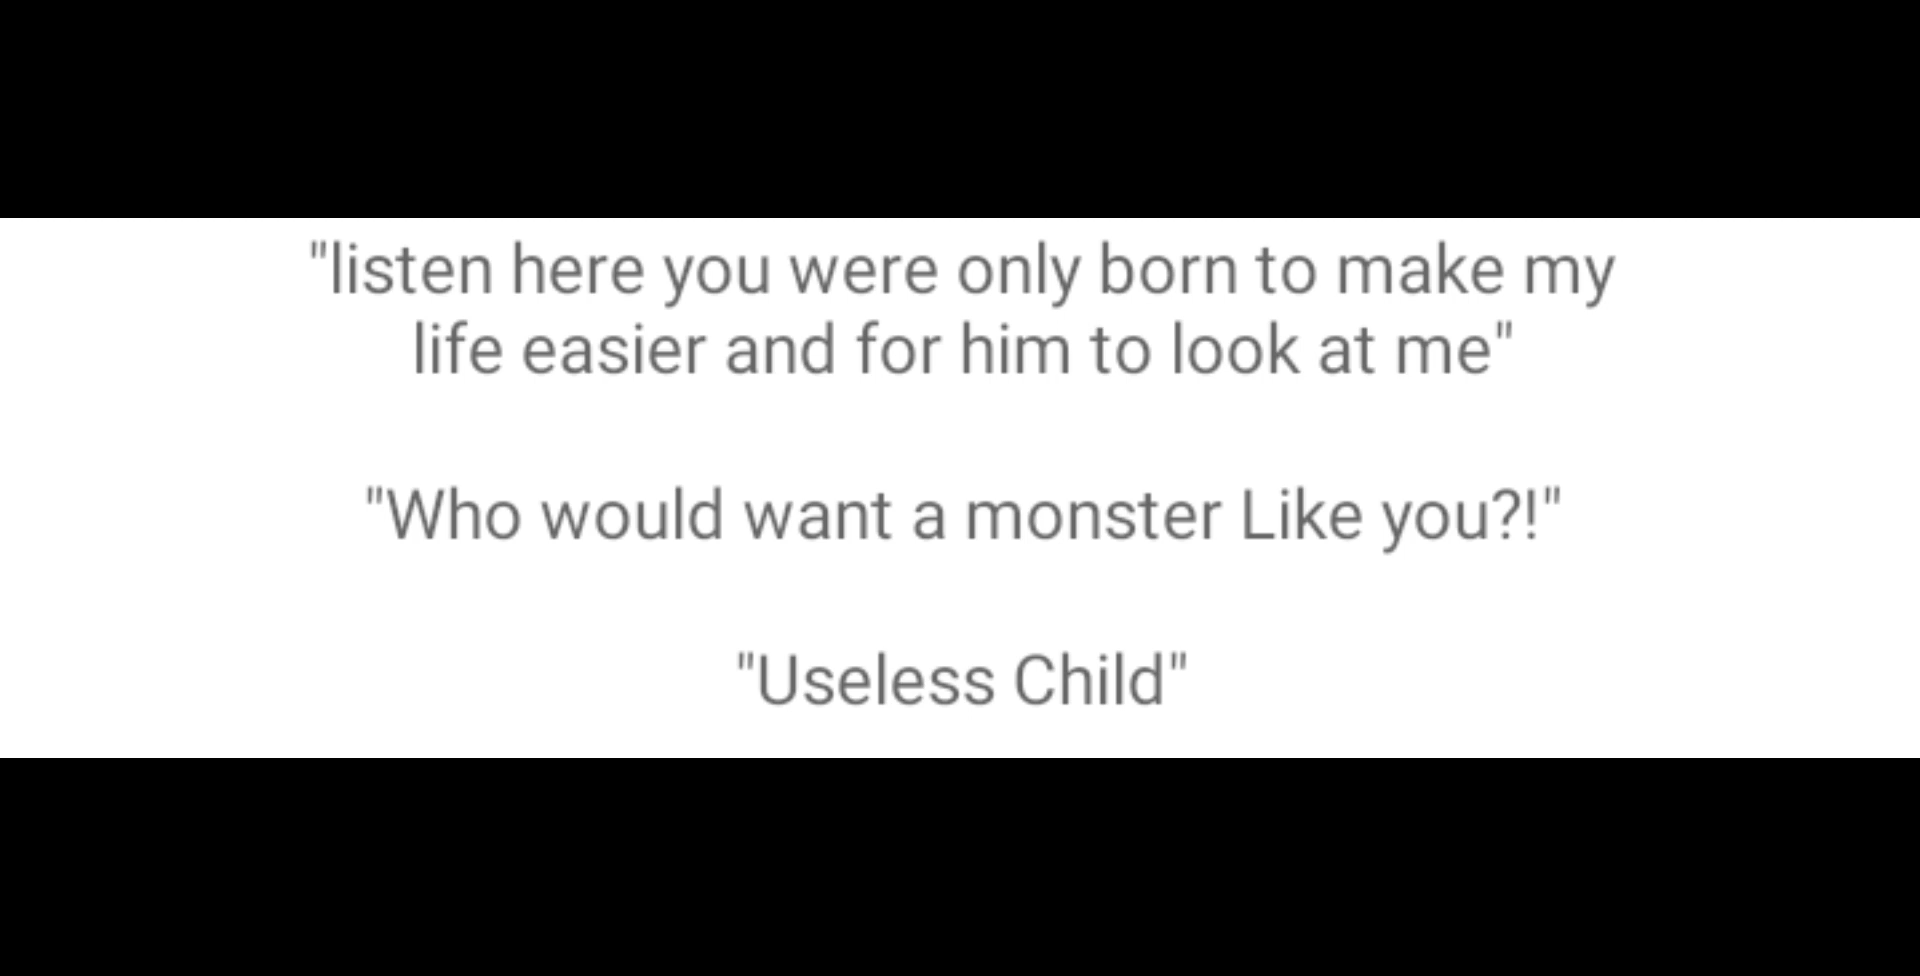 "listen here you were only born to make my
life easier and for him to look at me"
"Who would want a monster Like you?!"
"Useless Child"